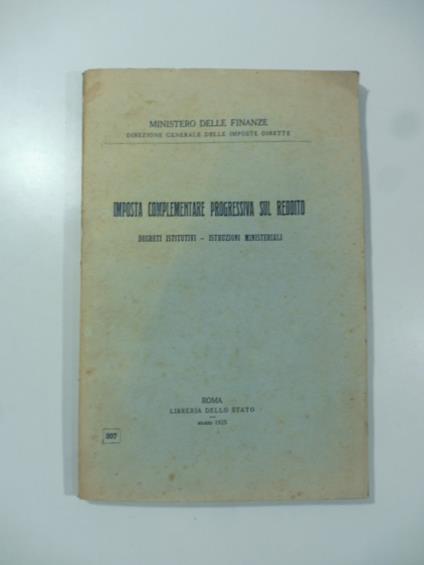 MINISTERO DELLE FINANZE
DIREZIONE GENERALE DELLE IMPOSTE DIRETTE
IMPOSTA COMPLEMENTARE PROGRESSIVA SUL REDDITO
DECRETI ISTITUTIVI - ISTRUZIONI MINISTERIALI
ROMA
LIBRERIA DELLO STATO
1925
307